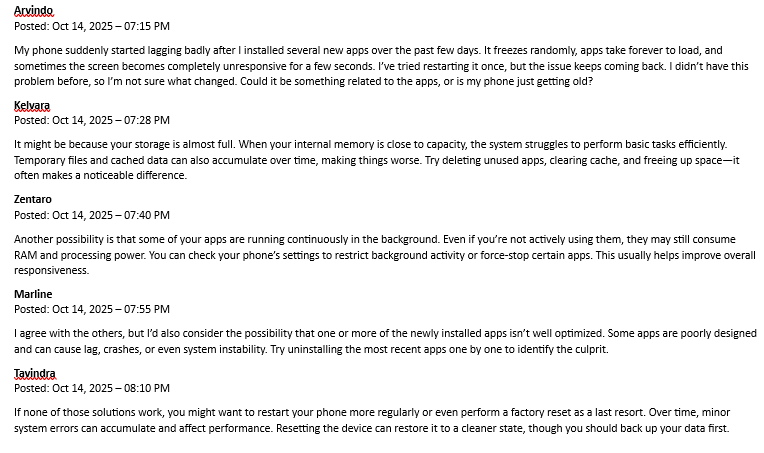 Arvindo
Posted: Oct 14, 2025 – 07:15 PM
My phone suddenly started lagging badly after I installed several new apps over the past few days. It freezes randomly, apps take forever to load, and
sometimes the screen becomes completely unresponsive for a few seconds. I've tried restarting it once, but the issue keeps coming back. I didn't have this
problem before, so I'm not sure what changed. Could it be something related to the apps, or is my phone just getting old?
Kelvara
Posted: Oct 14, 2025 – 07:28 PM
It might be because your storage is almost full. When your internal memory is close to capacity, the system struggles to perform basic tasks efficiently.
Temporary files and cached data can also accumulate over time, making things worse. Try deleting unused apps, clearing cache, and freeing up space—it
often makes a noticeable difference.
Zentaro
Posted: Oct 14, 2025 – 07:40 PM
Another possibility is that some of your apps are running continuously in the background. Even if you're not actively using them, they may still consume
RAM and processing power. You can check your phone's settings to restrict background activity or force-stop certain apps. This usually helps improve overall
responsiveness.
Marline
Posted: Oct 14, 2025 – 07:55 PM
I agree with the others, but I'd also consider the possibility that one or more of the newly installed apps isn't well optimized. Some apps are poorly designed
and can cause lag, crashes, or even system instability. Try uninstalling the most recent apps one by one to identify the culprit.
Tavindra
Posted: Oct 14, 2025 – 08:10 PM
If none of those solutions work, you might want to restart your phone more regularly or even perform a factory reset as a last resort. Over time, minor
system errors can accumulate and affect performance. Resetting the device can restore it to a cleaner state, though you should back up your data first.